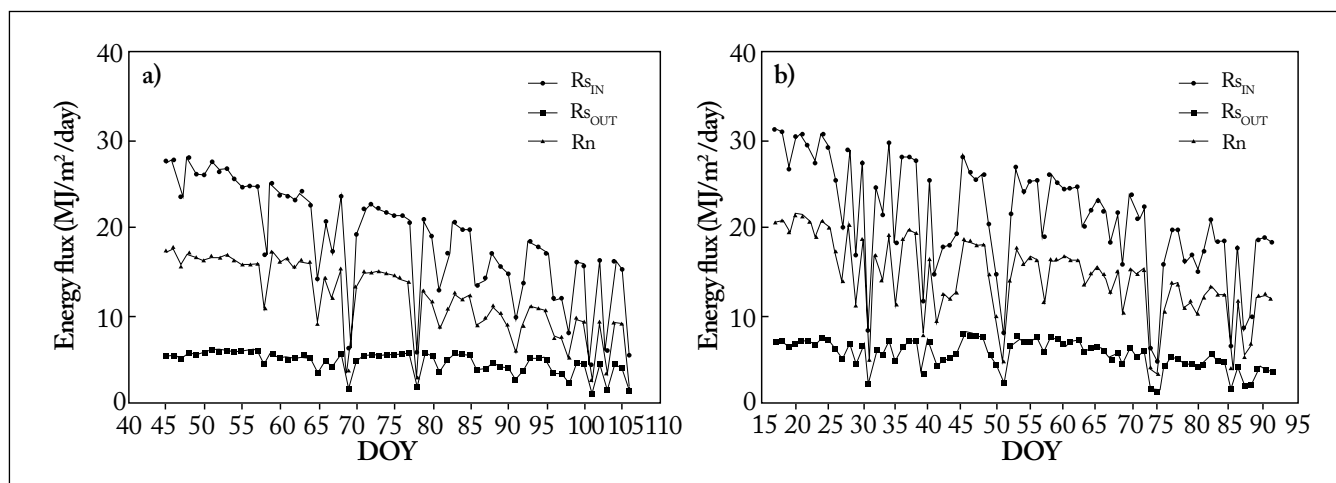 a)
Energy flux (MJ/m²/day)
40
30
20
10
0
Rs_IN
Rs_OUT
Rn
40 45 50 55 60 65 70 75 80 85 90 95 100 105 110
DOY
b)
Energy flux (MJ/m²/day)
40
30
20
10
0
Rs_IN
Rs_OUT
Rn
15 20 25 30 35 40 45 50 55 60 65 70 75 80 85 90 95
DOY